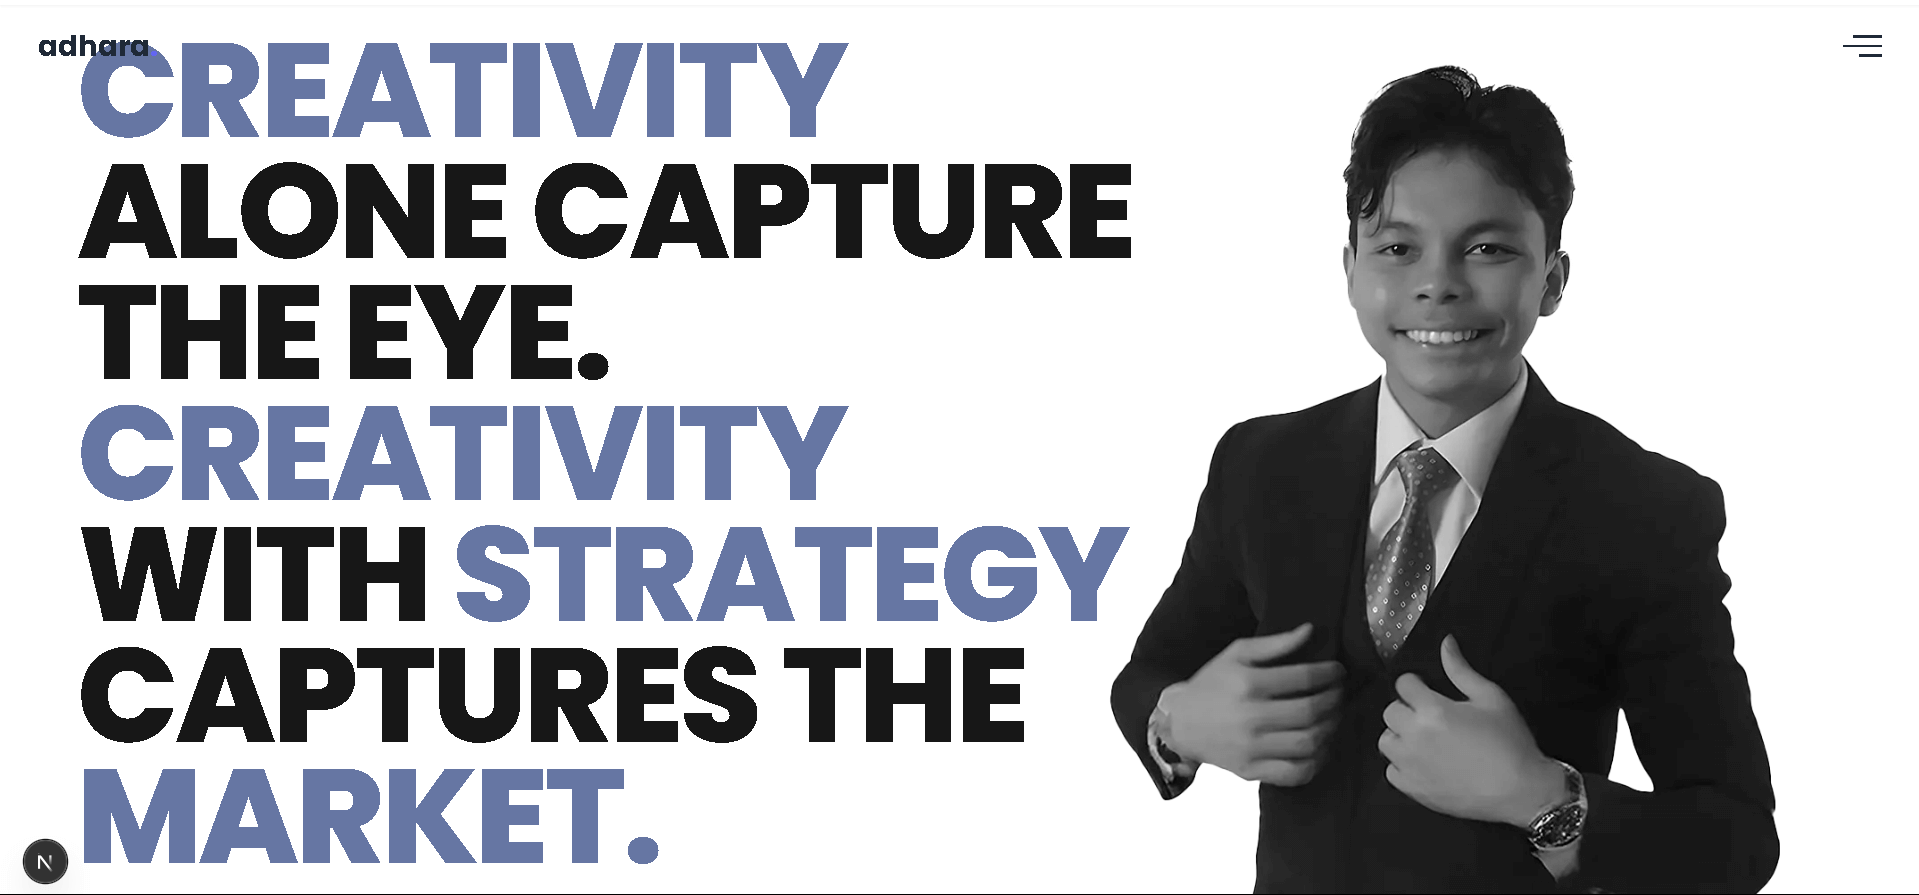 adhara
CREATIVITY
ALONE CAPTURE
THE EYE.
CREATIVITY
WITH STRATEGY
CAPTURES THE
MARKET.
N